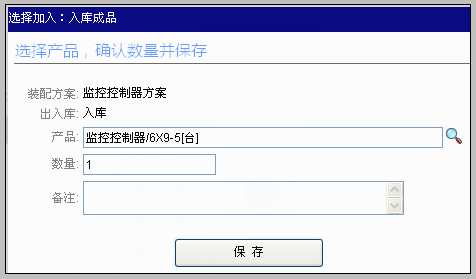 选择加入：入库成品
选择产品，确认数量并保存
装配方案: 监控控制器方案
出入库: 入库
产品: 监控控制器/6X9-5[台]
数量: 1
备注:
保 存